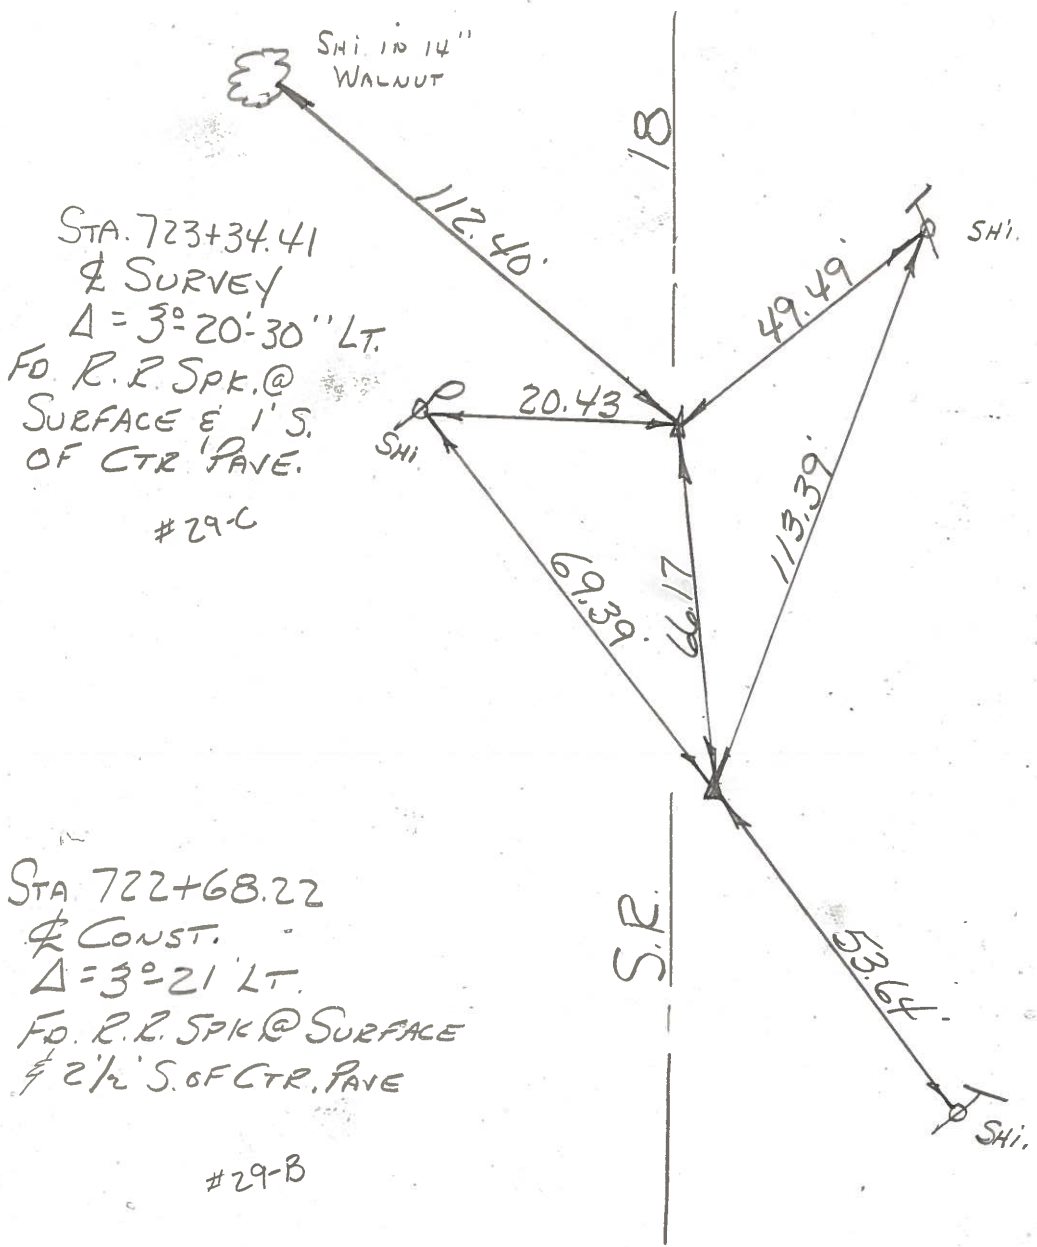 SHi IN 14"
WALNUT
18
112.40'
STA. 723+34.41
℄ SURVEY
Δ = 3°-20'-30" LT.
FD. R.R. SPK. @
SURFACE & 1' S.
OF CTR PAVE.
#29-C
49.49'
SHi.
20.43
SHi
69.39'
66.17
113.39'
STA 722+68.22
℄ CONST.
Δ = 3°-21' LT.
FD. R.R. SPK @ SURFACE
& 2 1/2' S. OF CTR. PAVE
#29-B
S.R.
53.64'
SHi.